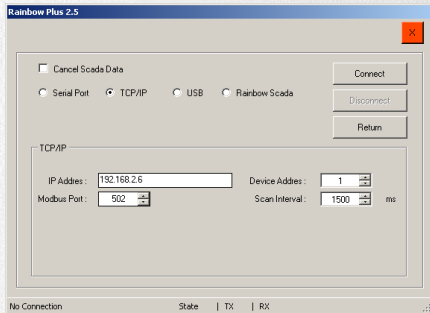 Rainbow Plus 2.5
X
Cancel Scada Data
Connect
Serial Port TCP/IP USB Rainbow Scada
Disconnect
Return
TCP/IP
IP Addres : 192.168.2.6 Device Addres : 1
Modbus Port : 502 Scan Interval : 1500 ms
No Connection State | TX | RX